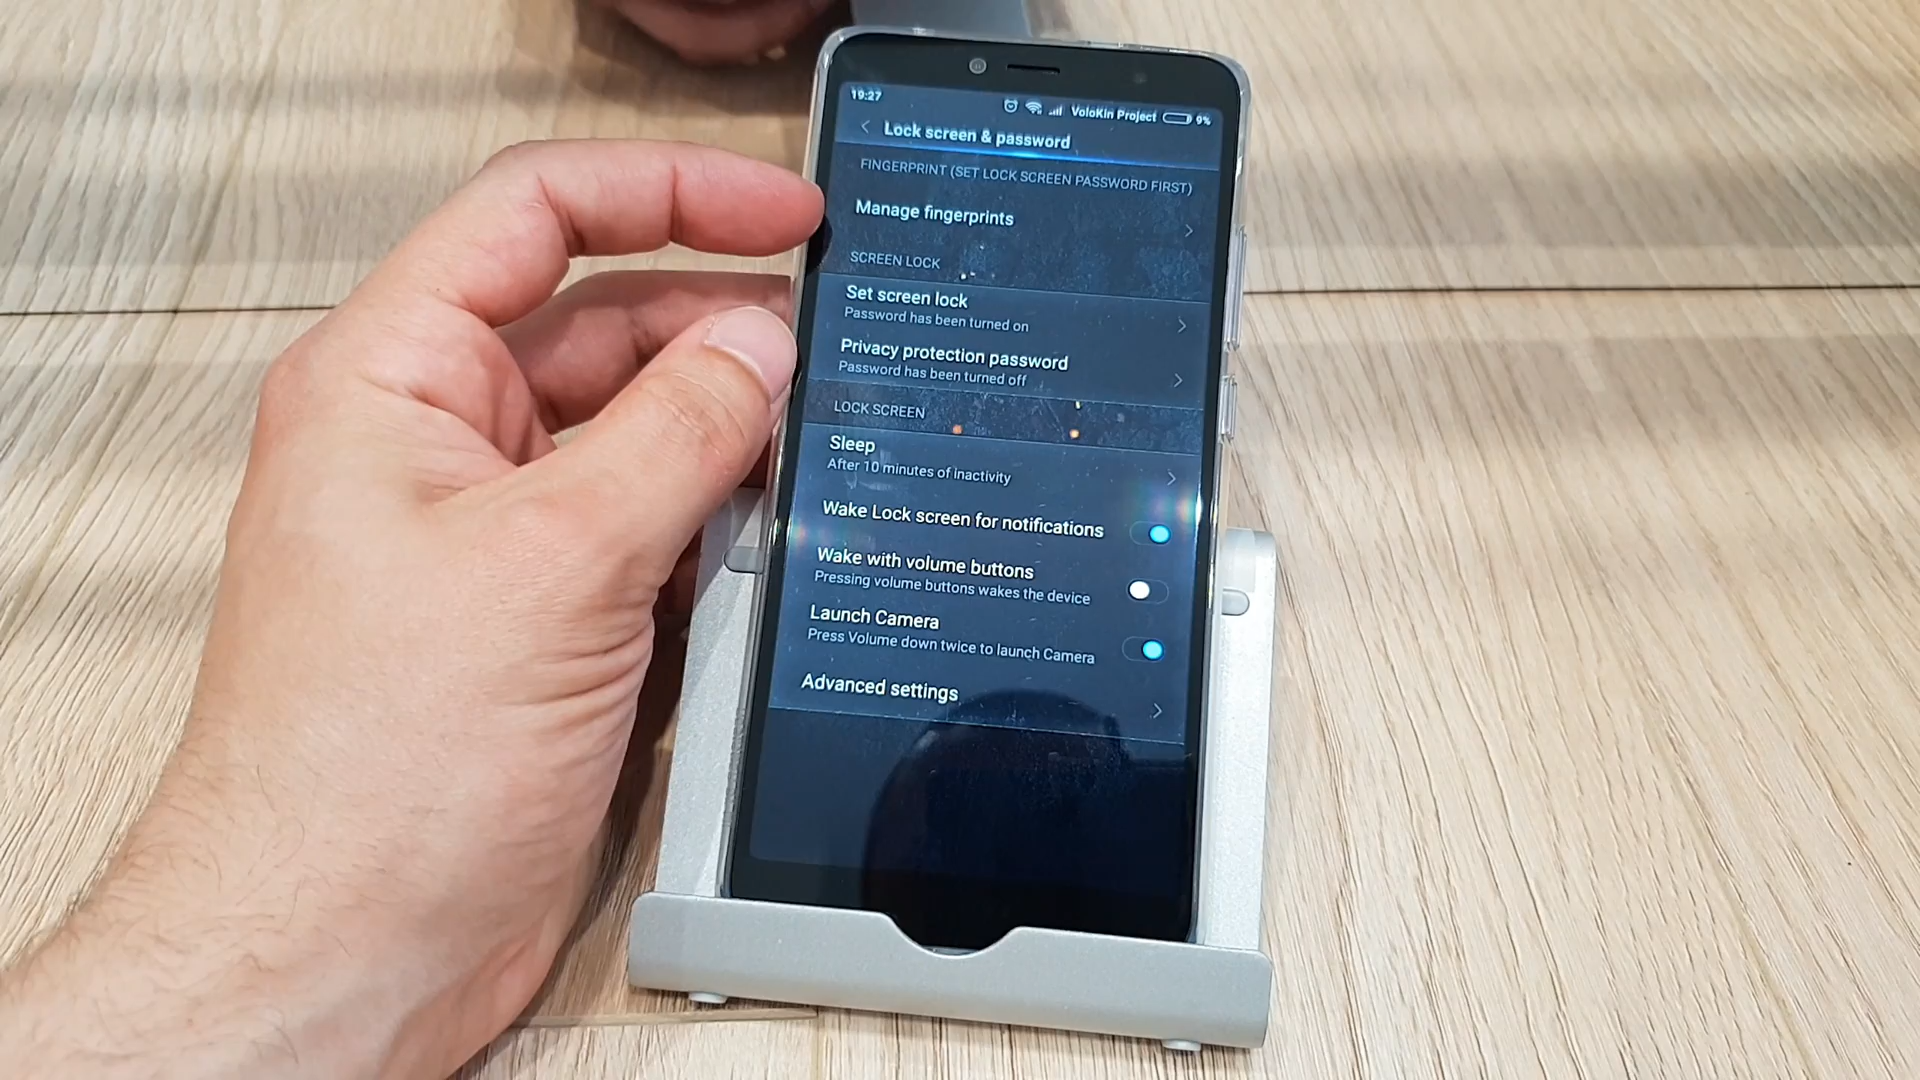 19:27
VoloKin Project
9%
Lock screen & password
FINGERPRINT (SET LOCK SCREEN PASSWORD FIRST)
Manage fingerprints
SCREEN LOCK
Set screen lock
Password has been turned on
Privacy protection password
Password has been turned off
LOCK SCREEN
Sleep
After 10 minutes of inactivity
Wake Lock screen for notifications
Wake with volume buttons
Pressing volume buttons wakes the device
Launch Camera
Press Volume down twice to launch Camera
Advanced settings